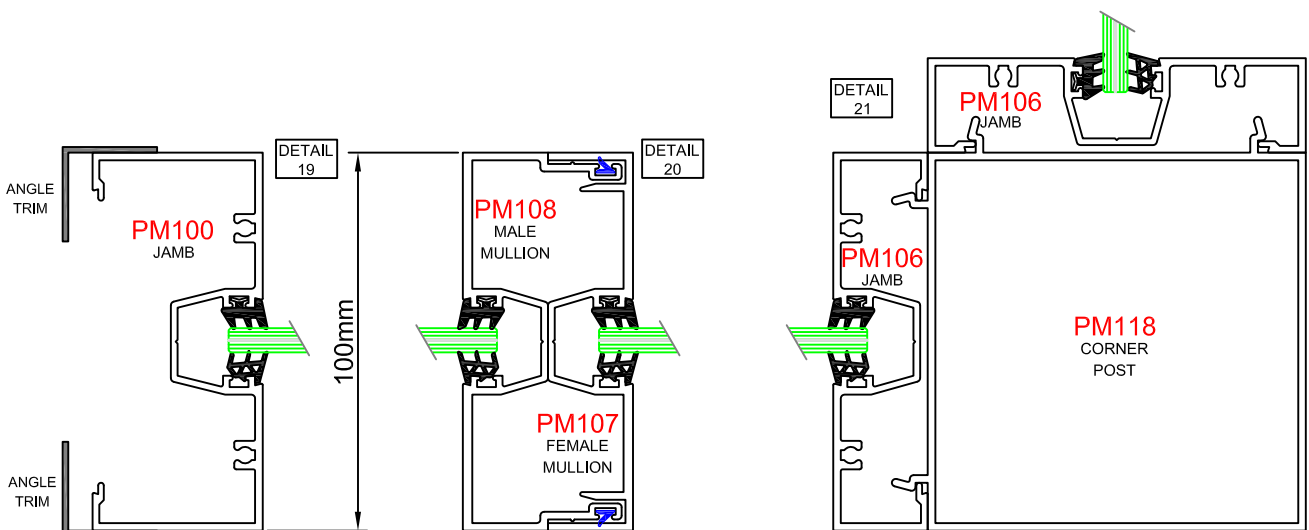 DETAIL
19
ANGLE
TRIM
PM100
JAMB
ANGLE
TRIM
100mm
DETAIL
20
PM108
MALE
MULLION
PM107
FEMALE
MULLION
DETAIL
21
PM106
JAMB
PM106
JAMB
PM118
CORNER
POST